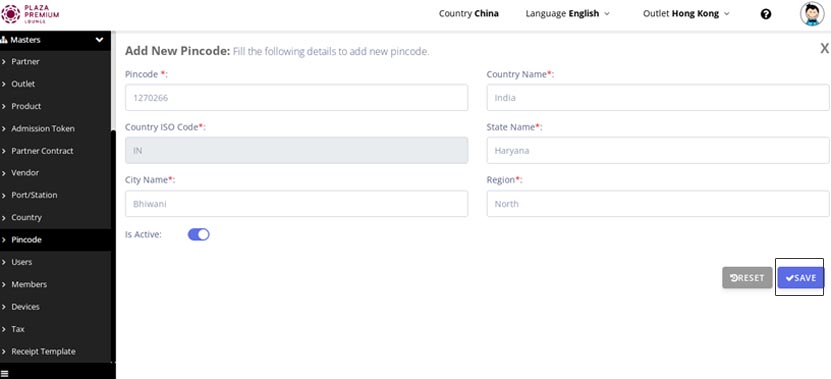 PLAZA
PREMIUM
LOUNGE
Country China
Language English
Outlet Hong Kong
Masters
Partner
Outlet
Product
Admission Token
Partner Contract
Vendor
Port/Station
Country
Pincode
Users
Members
Devices
Tax
Receipt Template
Add New Pincode: Fill the following details to add new pincode.
X
Pincode *:
1270266
Country Name*:
India
Country ISO Code*:
IN
State Name*:
Haryana
City Name*:
Bhiwani
Region*:
North
Is Active:
RESET
SAVE